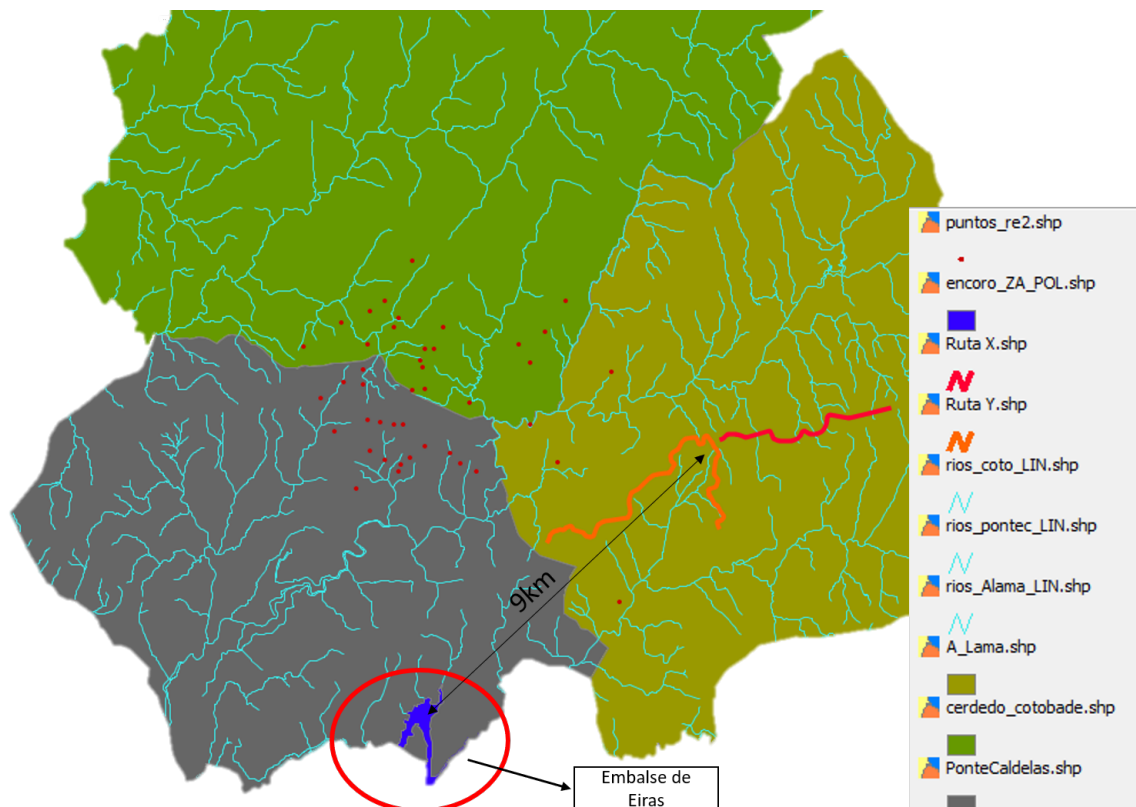 puntos_re2.shp
encoro_ZA_POL.shp
Ruta X.shp
Ruta Y.shp
rios_coto_LIN.shp
rios_pontec_LIN.shp
rios_Alama_LIN.shp
A_Lama.shp
cerdedo_cotobade.shp
PonteCaldelas.shp
9km
Embalse de
Eiras